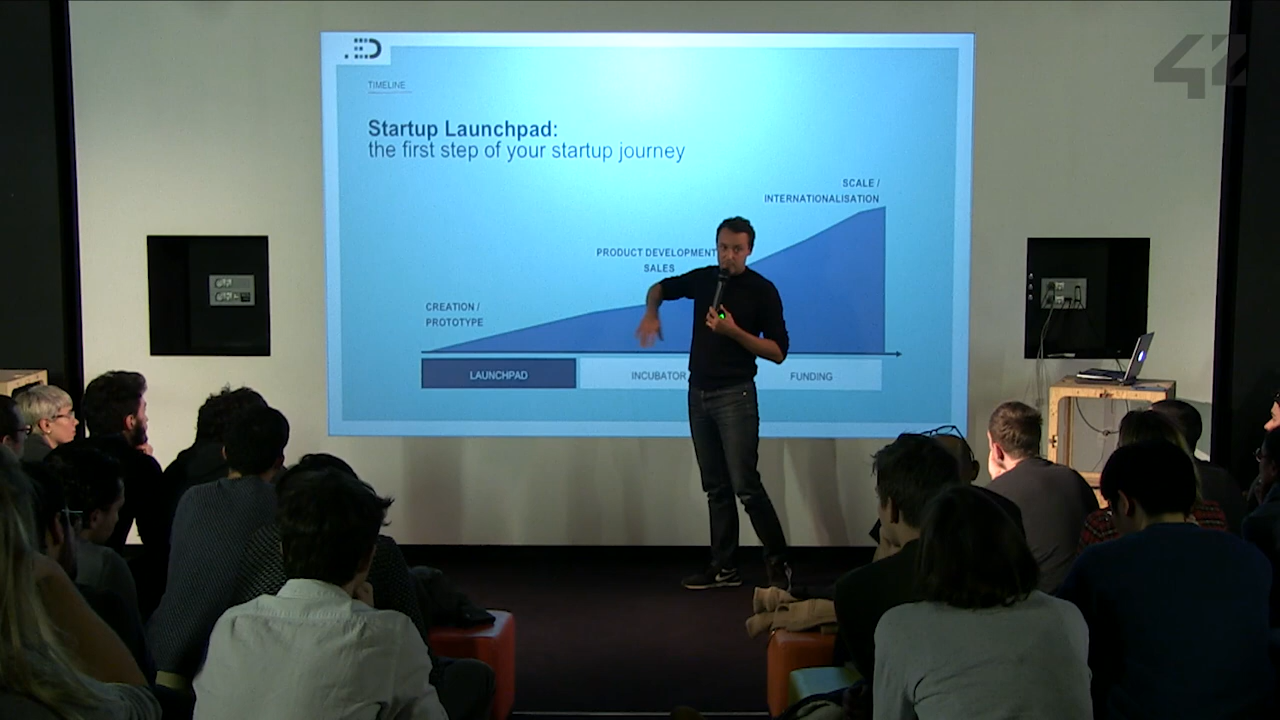 42
TIMELINE
Startup Launchpad:
the first step of your startup journey
SCALE /
INTERNATIONALISATION
PRODUCT DEVELOPMENT
SALES
CREATION /
PROTOTYPE
LAUNCHPAD
INCUBATOR
FUNDING